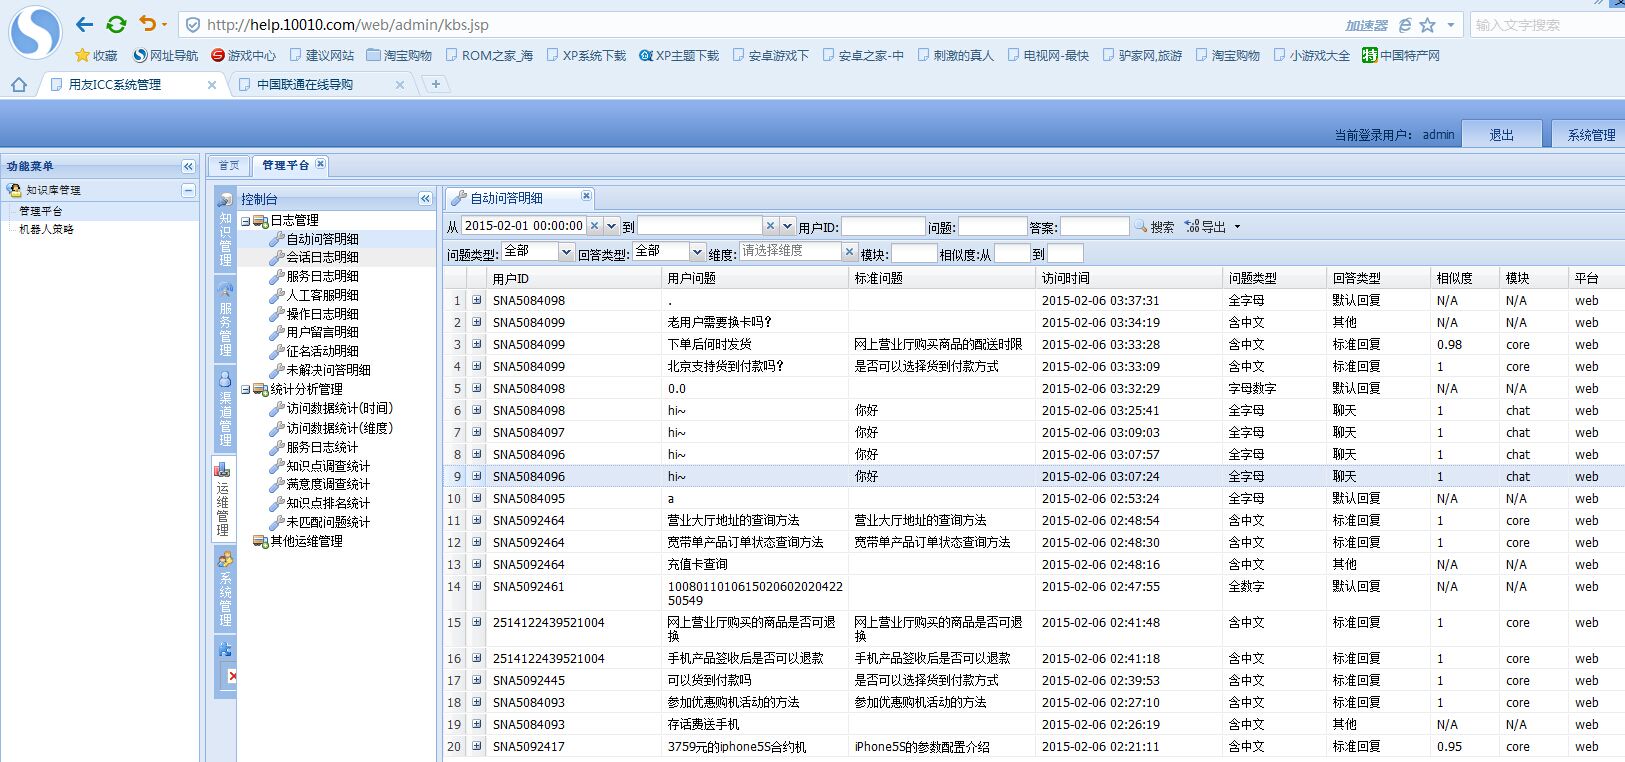 http://help.10010.com/web/admin/kbs.jsp 加速器 输入文字搜索
收藏 网址导航 游戏中心 建议网站 淘宝购物 ROM之家_海 XP系统下载 XP主题下载 安卓游戏下 安卓之家-中 刺激的真人 电视网-最快 驴家网,旅游 淘宝购物 小游戏大全 特 中国特产网
用友ICC系统管理 中国联通在线导购
当前登录用户: admin 退出 系统管理
功能菜单
知识库管理
管理平台
机器人策略
首页 管理平台
知识管理
服务管理
渠道管理
运维管理
系统管理
控制台
日志管理
自动问答明细
会话日志明细
服务日志明细
人工客服明细
操作日志明细
用户留言明细
征名活动明细
未解决问答明细
统计分析管理
访问数据统计(时间)
访问数据统计(维度)
服务日志统计
知识点调查统计
满意度调查统计
知识点排名统计
未匹配问题统计
其他运维管理
自动问答明细
从 2015-02-01 00:00:00 到 用户ID: 问题: 答案: 搜索 导出
问题类型: 全部 回答类型: 全部 维度: 请选择维度 模块: 相似度:从 到
用户ID 用户问题 标准问题 访问时间 问题类型 回答类型 相似度 模块 平台
1 SNA5084098 . 2015-02-06 03:37:31 全字母 默认回复 N/A N/A web
2 SNA5084099 老用户需要换卡吗? 2015-02-06 03:34:19 含中文 其他 N/A N/A web
3 SNA5084099 下单后何时发货 网上营业厅购买商品的配送时限 2015-02-06 03:33:28 含中文 标准回复 0.98 core web
4 SNA5084099 北京支持货到付款吗? 是否可以选择货到付款方式 2015-02-06 03:33:09 含中文 标准回复 1 core web
5 SNA5084098 0.0 2015-02-06 03:32:29 字母数字 默认回复 N/A N/A web
6 SNA5084098 hi~ 你好 2015-02-06 03:25:41 全字母 聊天 1 chat web
7 SNA5084097 hi~ 你好 2015-02-06 03:09:03 全字母 聊天 1 chat web
8 SNA5084096 hi~ 你好 2015-02-06 03:07:57 全字母 聊天 1 chat web
9 SNA5084096 hi~ 你好 2015-02-06 03:07:24 全字母 聊天 1 chat web
10 SNA5084095 a 2015-02-06 02:53:24 全字母 默认回复 N/A N/A web
11 SNA5092464 营业大厅地址的查询方法 营业大厅地址的查询方法 2015-02-06 02:48:54 含中文 标准回复 1 core web
12 SNA5092464 宽带单产品订单状态查询方法 宽带单产品订单状态查询方法 2015-02-06 02:48:30 含中文 标准回复 1 core web
13 SNA5092464 充值卡查询 2015-02-06 02:48:16 含中文 其他 N/A N/A web
14 SNA5092461 1008011010615020602020422 2015-02-06 02:47:55 全数字 默认回复 N/A N/A web
50549
15 2514122439521004 网上营业厅购买的商品是否可退 网上营业厅购买的商品是否可退 2015-02-06 02:41:48 含中文 标准回复 1 core web
换 换
16 2514122439521004 手机产品签收后是否可以退款 手机产品签收后是否可以退款 2015-02-06 02:41:18 含中文 标准回复 1 core web
17 SNA5092445 可以货到付款吗 是否可以选择货到付款方式 2015-02-06 02:39:53 含中文 标准回复 1 core web
18 SNA5084093 参加优惠购机活动的方法 参加优惠购机活动的方法 2015-02-06 02:27:10 含中文 标准回复 1 core web
19 SNA5084093 存话费送手机 2015-02-06 02:26:19 含中文 其他 N/A N/A web
20 SNA5092417 3759元的iphone5S合约机 iPhone5S的参数配置介绍 2015-02-06 02:21:11 含中文 标准回复 0.95 core web